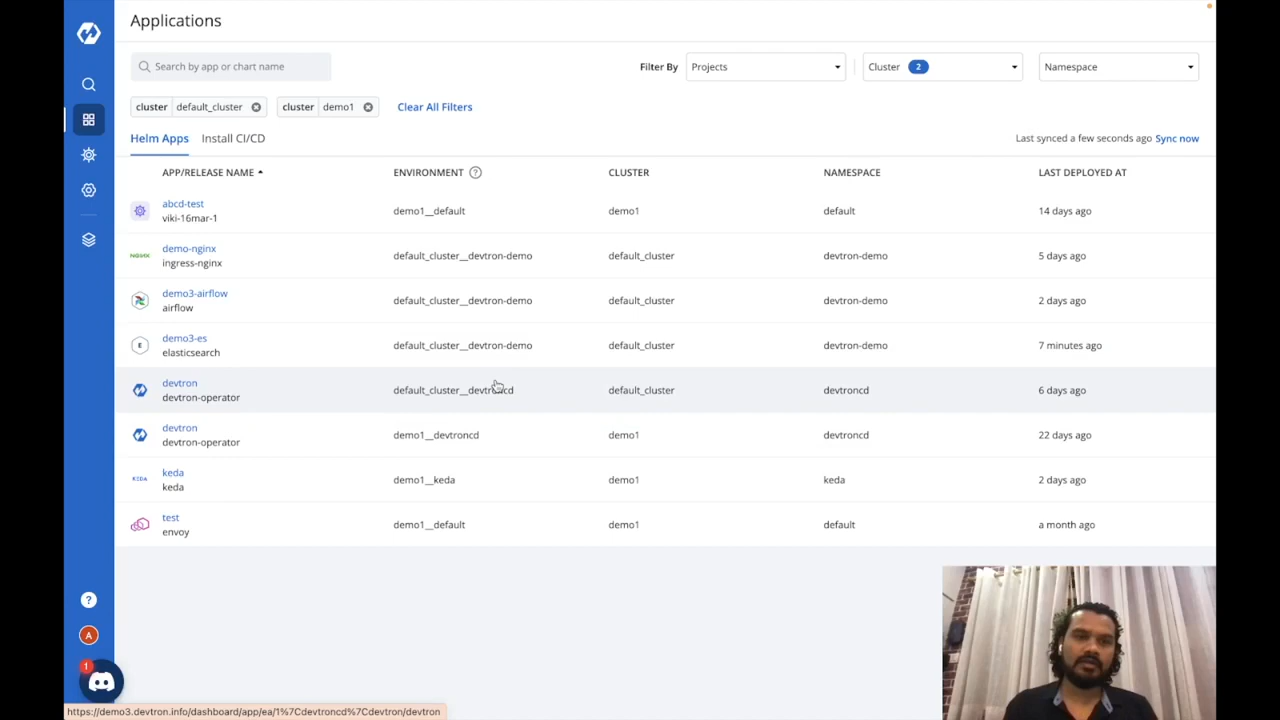 Applications
Search by app or chart name
Filter By
Projects
Cluster 2
Namespace
cluster default_cluster
cluster demo1
Clear All Filters
Helm Apps
Install CI/CD
Last synced a few seconds ago Sync now
APP/RELEASE NAME
ENVIRONMENT ?
CLUSTER
NAMESPACE
LAST DEPLOYED AT
abcd-test
viki-16mar-1
demo1__default
demo1
default
14 days ago
NGINX
demo-nginx
ingress-nginx
default_cluster__devtron-demo
default_cluster
devtron-demo
5 days ago
demo3-airflow
airflow
default_cluster__devtron-demo
default_cluster
devtron-demo
2 days ago
E
demo3-es
elasticsearch
default_cluster__devtron-demo
default_cluster
devtron-demo
7 minutes ago
devtron
devtron-operator
default_cluster__devtroncd
default_cluster
devtroncd
6 days ago
devtron
devtron-operator
demo1__devtroncd
demo1
devtroncd
22 days ago
KEDA
keda
keda
demo1__keda
demo1
keda
2 days ago
test
envoy
demo1__default
demo1
default
a month ago
?
A
1
https://demo3.devtron.info/dashboard/app/ea/1%7Cdevtroncd%7Cdevtron/devtron